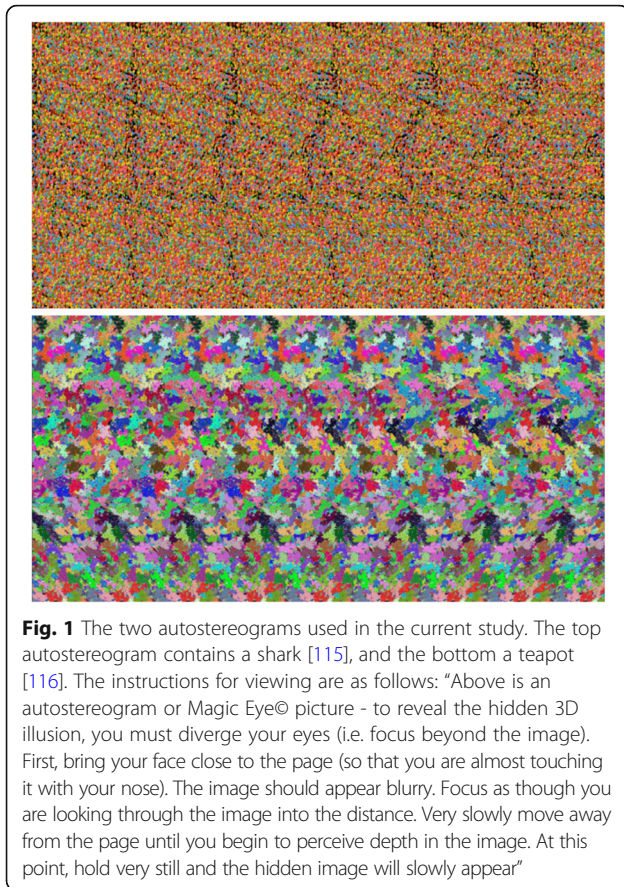 Fig. 1 The two autostereograms used in the current study. The top
autostereogram contains a shark [115], and the bottom a teapot
[116]. The instructions for viewing are as follows: “Above is an
autostereogram or Magic Eye© picture - to reveal the hidden 3D
illusion, you must diverge your eyes (i.e. focus beyond the image).
First, bring your face close to the page (so that you are almost touching
it with your nose). The image should appear blurry. Focus as though you
are looking through the image into the distance. Very slowly move away
from the page until you begin to perceive depth in the image. At this
point, hold very still and the hidden image will slowly appear”